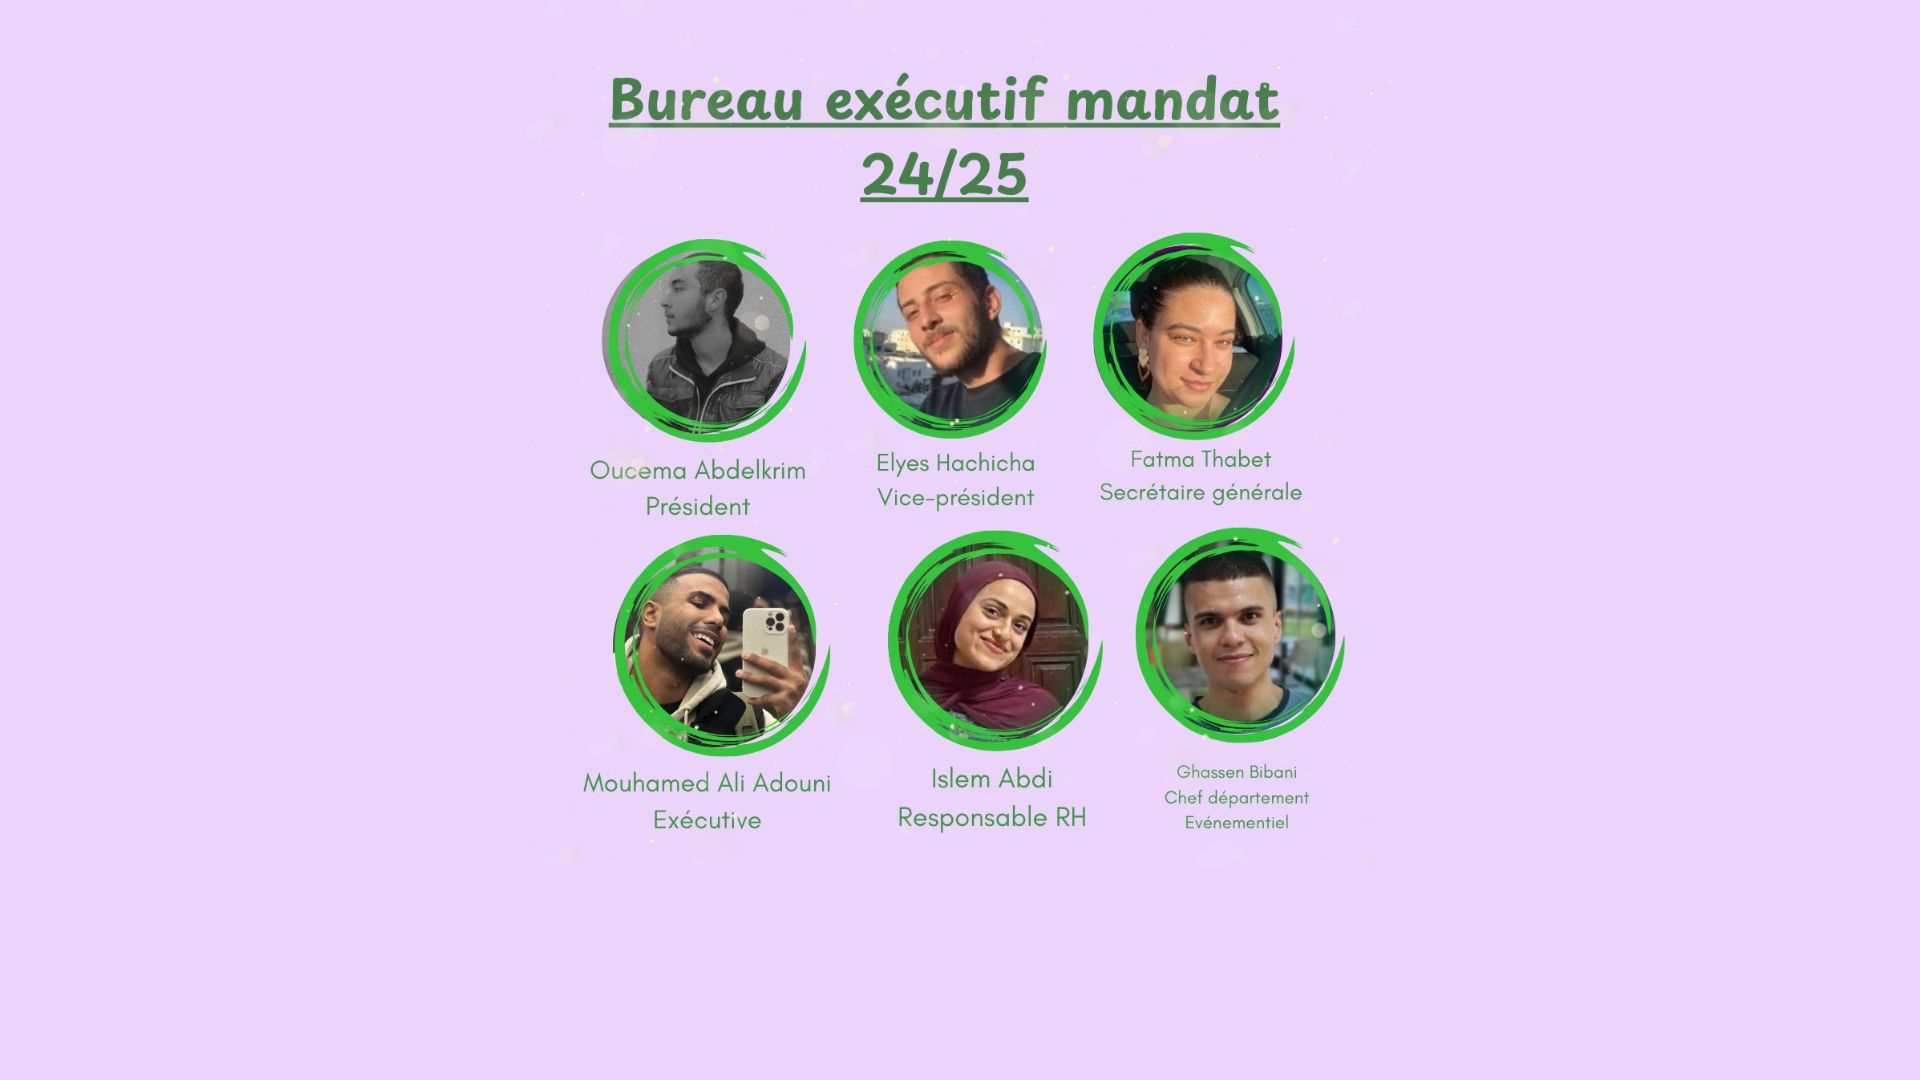 Bureau exécutif mandat
24/25
Oucema Abdelkrim
Président
Elyes Hachicha
Vice-président
Fatma Thabet
Secrétaire générale
Mouhamed Ali Adouni
Exécutive
Islem Abdi
Responsable RH
Ghassen Bibani
Chef département
Evénementiel